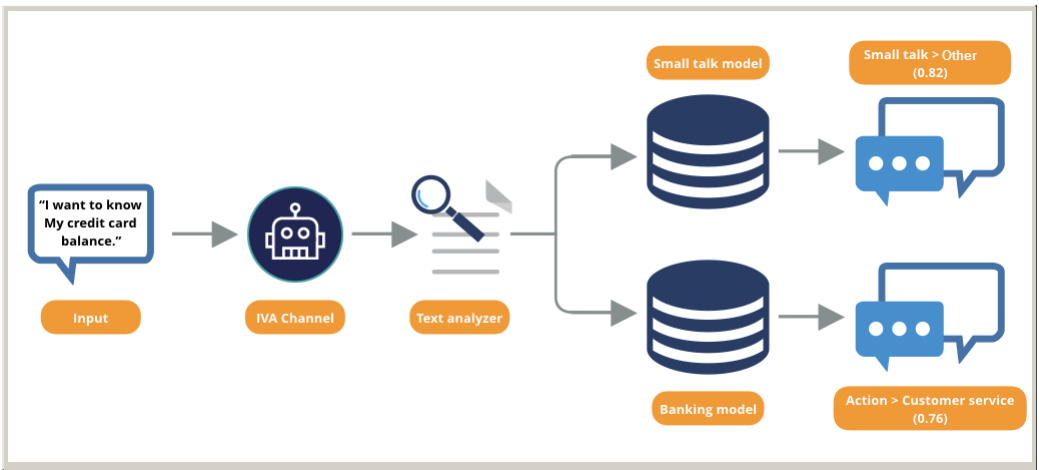 “I want to know
My credit card
balance.”
Input
IVA Channel
Text analyzer
Small talk model
Small talk > Other
(0.82)
Banking model
Action > Customer service
(0.76)